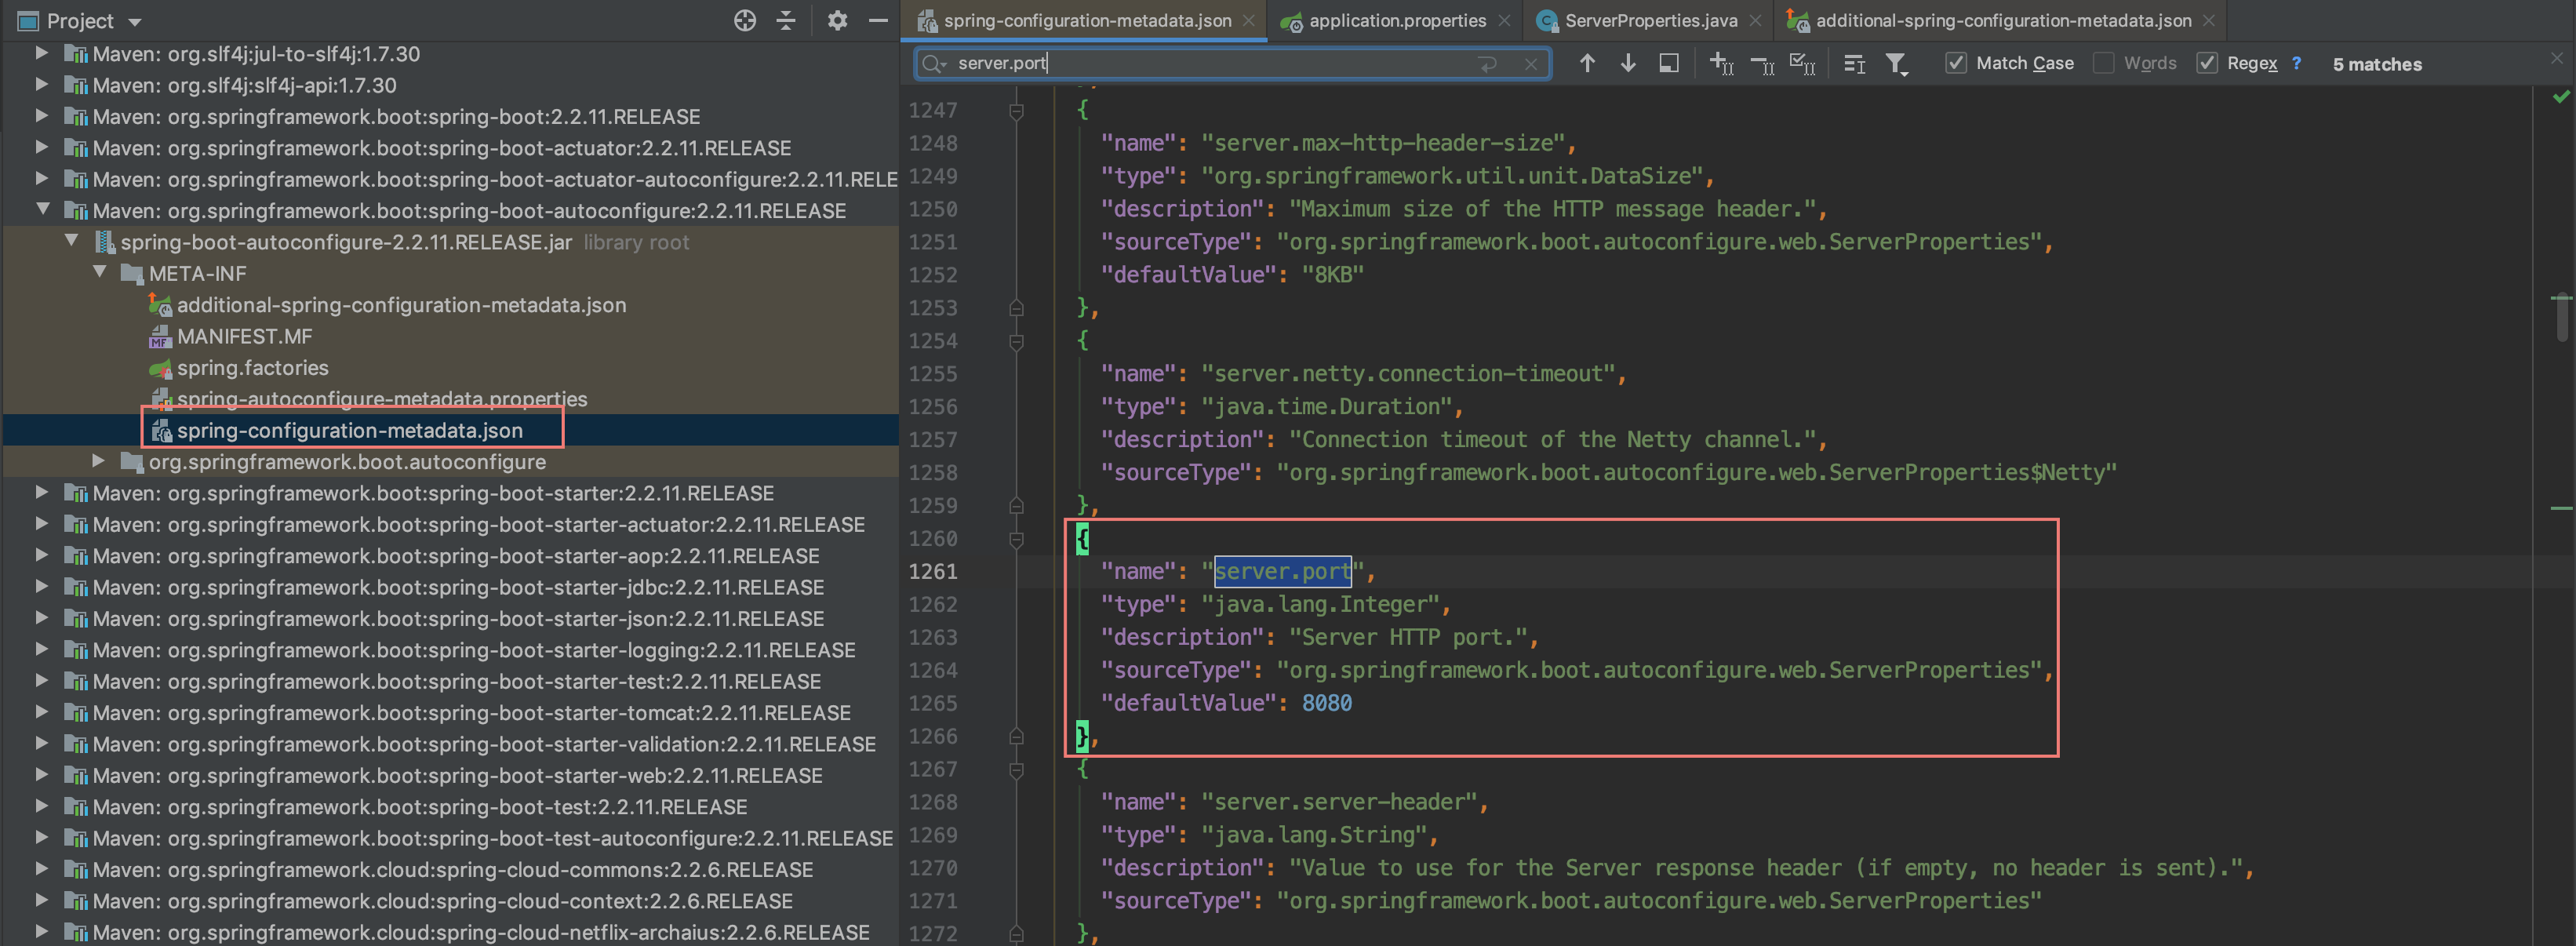 Project
Maven: org.slf4j:jul-to-slf4j:1.7.30
Maven: org.slf4j:slf4j-api:1.7.30
Maven: org.springframework.boot:spring-boot:2.2.11.RELEASE
Maven: org.springframework.boot:spring-boot-actuator:2.2.11.RELEASE
Maven: org.springframework.boot:spring-boot-actuator-autoconfigure:2.2.11.RELE
Maven: org.springframework.boot:spring-boot-autoconfigure:2.2.11.RELEASE
spring-boot-autoconfigure-2.2.11.RELEASE.jar library root
META-INF
additional-spring-configuration-metadata.json
MANIFEST.MF
spring.factories
spring-autoconfigure-metadata.properties
spring-configuration-metadata.json
org.springframework.boot.autoconfigure
Maven: org.springframework.boot:spring-boot-starter:2.2.11.RELEASE
Maven: org.springframework.boot:spring-boot-starter-actuator:2.2.11.RELEASE
Maven: org.springframework.boot:spring-boot-starter-aop:2.2.11.RELEASE
Maven: org.springframework.boot:spring-boot-starter-jdbc:2.2.11.RELEASE
Maven: org.springframework.boot:spring-boot-starter-json:2.2.11.RELEASE
Maven: org.springframework.boot:spring-boot-starter-logging:2.2.11.RELEASE
Maven: org.springframework.boot:spring-boot-starter-test:2.2.11.RELEASE
Maven: org.springframework.boot:spring-boot-starter-tomcat:2.2.11.RELEASE
Maven: org.springframework.boot:spring-boot-starter-validation:2.2.11.RELEASE
Maven: org.springframework.boot:spring-boot-starter-web:2.2.11.RELEASE
Maven: org.springframework.boot:spring-boot-test:2.2.11.RELEASE
Maven: org.springframework.boot:spring-boot-test-autoconfigure:2.2.11.RELEASE
Maven: org.springframework.cloud:spring-cloud-commons:2.2.6.RELEASE
Maven: org.springframework.cloud:spring-cloud-context:2.2.6.RELEASE
Maven: org.springframework.cloud:spring-cloud-netflix-archaius:2.2.6.RELEASE
spring-configuration-metadata.json application.properties ServerProperties.java additional-spring-configuration-metadata.json
server.port Match Case Words Regex ? 5 matches
1247 {
1248 "name": "server.max-http-header-size",
1249 "type": "org.springframework.util.unit.DataSize",
1250 "description": "Maximum size of the HTTP message header.",
1251 "sourceType": "org.springframework.boot.autoconfigure.web.ServerProperties",
1252 "defaultValue": "8KB"
1253 },
1254 {
1255 "name": "server.netty.connection-timeout",
1256 "type": "java.time.Duration",
1257 "description": "Connection timeout of the Netty channel.",
1258 "sourceType": "org.springframework.boot.autoconfigure.web.ServerProperties$Netty"
1259 },
1260 {
1261 "name": "server.port",
1262 "type": "java.lang.Integer",
1263 "description": "Server HTTP port.",
1264 "sourceType": "org.springframework.boot.autoconfigure.web.ServerProperties",
1265 "defaultValue": 8080
1266 },
1267 {
1268 "name": "server.server-header",
1269 "type": "java.lang.String",
1270 "description": "Value to use for the Server response header (if empty, no header is sent).",
1271 "sourceType": "org.springframework.boot.autoconfigure.web.ServerProperties"
1272 },